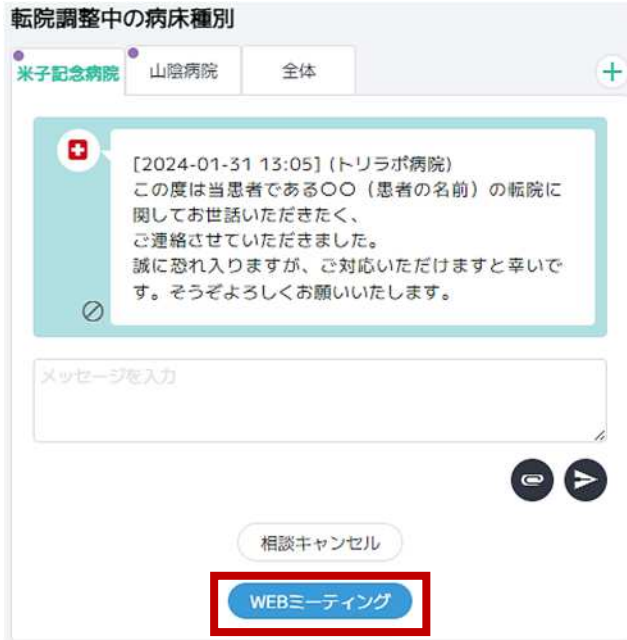 転院調整中の病床種別
米子記念病院 山陰病院 全体
[2024-01-31 13:05] (トリラボ病院)
この度は当患者である〇〇（患者の名前）の転院に
関してお世話いただきたく、
ご連絡させていただきました。
誠に恐れ入りますが、ご対応いただけますと幸いで
す。そうぞよろしくお願いいたします。
メッセージを入力
相談キャンセル
WEBミーティング